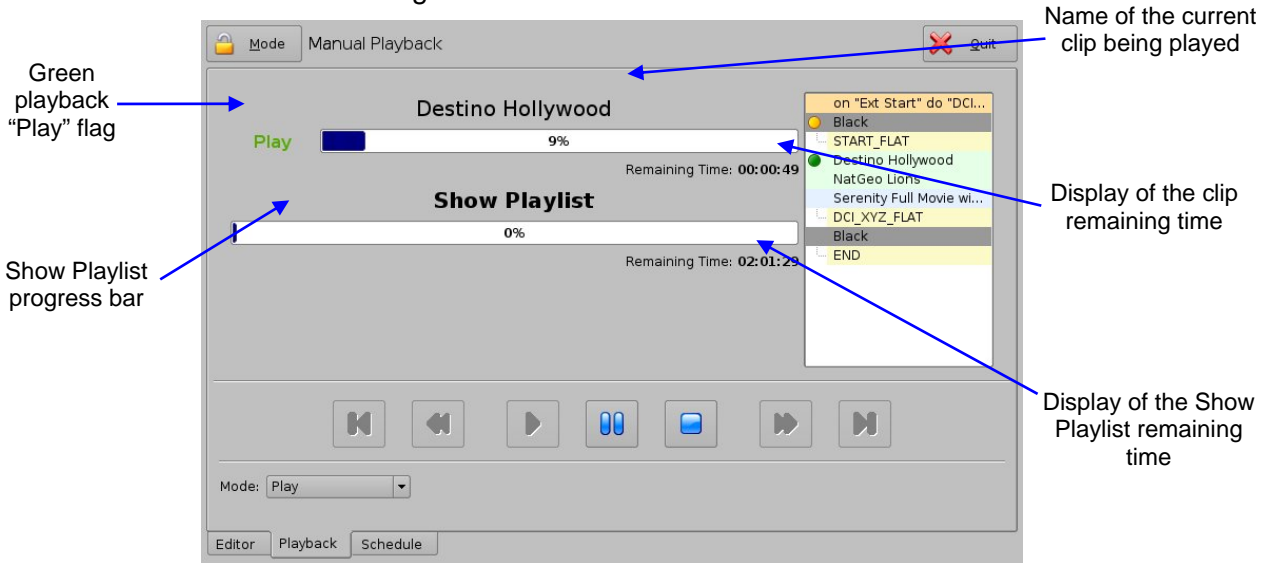 Name of the current
clip being played
Mode
Manual Playback
Quit
Green
playback
“Play” flag
Destino Hollywood
Play
9%
Remaining Time: 00:00:49
Show Playlist
0%
Remaining Time: 02:01:29
on "Ext Start" do "DCI...
Black
START_FLAT
Destino Hollywood
NatGeo Lions
Serenity Full Movie wi...
DCI_XYZ_FLAT
Black
END
Display of the clip
remaining time
Show Playlist
progress bar
Display of the Show
Playlist remaining
time
Mode: Play
Editor
Playback
Schedule